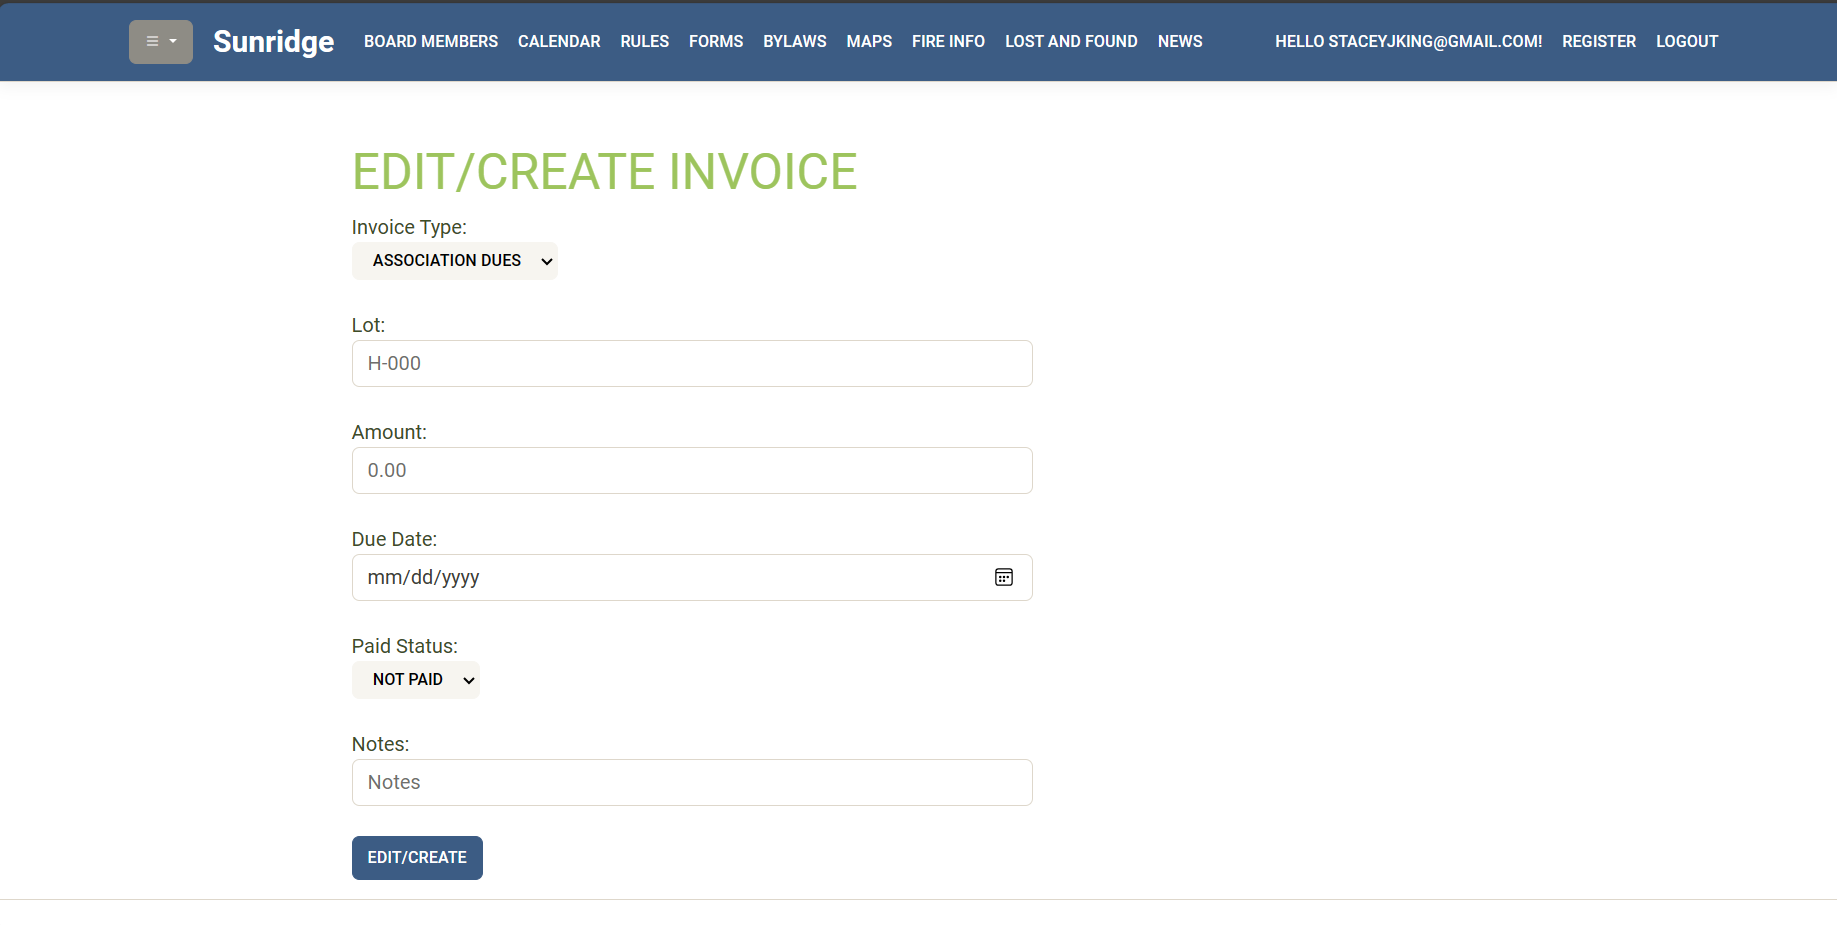 Sunridge BOARD MEMBERS CALENDAR RULES FORMS BYLAWS MAPS FIRE INFO LOST AND FOUND NEWS HELLO STACEYJKING@GMAIL.COM! REGISTER LOGOUT
EDIT/CREATE INVOICE
Invoice Type:
ASSOCIATION DUES
Lot:
H-000
Amount:
0.00
Due Date:
mm/dd/yyyy
Paid Status:
NOT PAID
Notes:
Notes
EDIT/CREATE